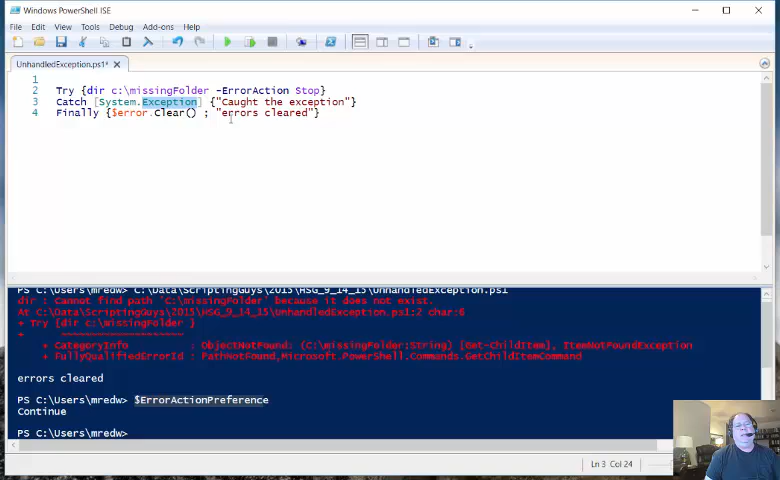 Windows PowerShell ISE
File Edit View Tools Debug Add-ons Help
UnhandledException.ps1*
1
2 Try {dir c:\missingFolder -ErrorAction Stop}
3 Catch [System.Exception] {"Caught the exception"}
4 Finally {$error.Clear() ; "errors cleared"}
PS C:\Users\mredw> C:\Data\ScriptingGuys\2015\HSG_9_14_15\UnhandledException.ps1
dir : Cannot find path 'C:\missingFolder' because it does not exist.
At C:\Data\ScriptingGuys\2015\HSG_9_14_15\UnhandledException.ps1:2 char:6
+ Try {dir c:\missingFolder }
+ ~~~~~~~~~~~~~~~~~~~~
+ CategoryInfo : ObjectNotFound: (C:\missingFolder:String) [Get-ChildItem], ItemNotFoundException
+ FullyQualifiedErrorId : PathNotFound,Microsoft.PowerShell.Commands.GetChildItemCommand
errors cleared
PS C:\Users\mredw> $ErrorActionPreference
Continue
PS C:\Users\mredw>
Ln 3 Col 24